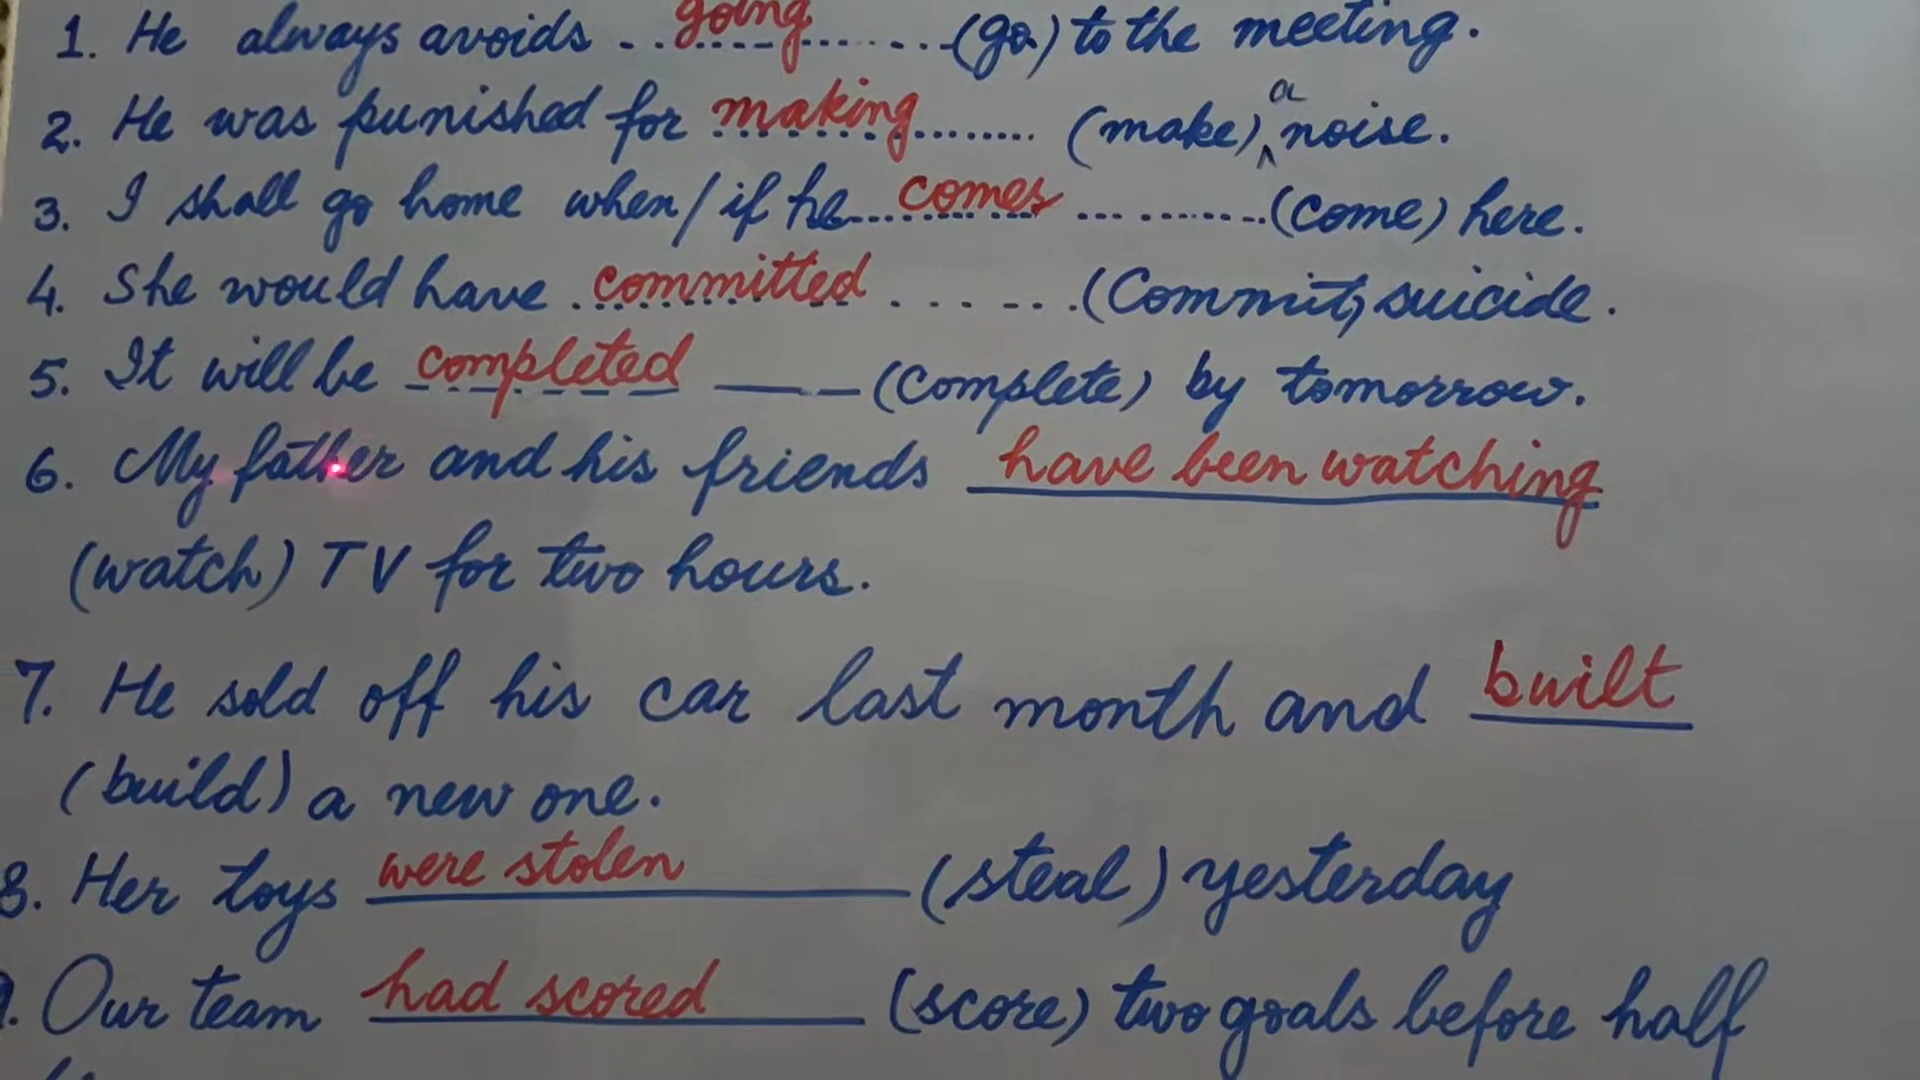 1. He always avoids going (go) to the meeting.
2. He was punished for making (make) a noise.
3. I shall go home when/if he comes (come) here.
4. She would have committed (Commit) suicide.
5. It will be completed (Complete) by tomorrow.
6. My father and his friends have been watching
(watch) TV for two hours.
7. He sold off his car last month and built
(build) a new one.
8. Her toys were stolen (steal) yesterday
9. Our team had scored (score) two goals before half